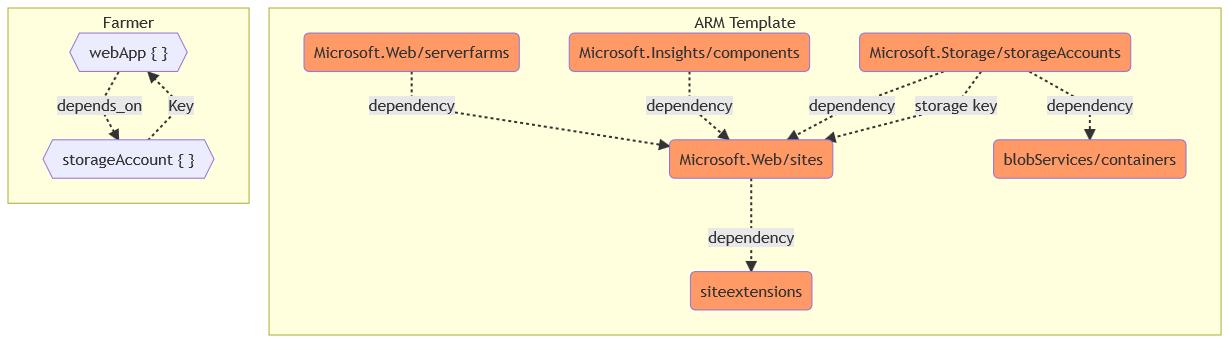 Farmer
webApp { }
depends_on
Key
storageAccount { }
ARM Template
Microsoft.Web/serverfarms
Microsoft.Insights/components
Microsoft.Storage/storageAccounts
dependency
dependency
dependency
storage key
dependency
Microsoft.Web/sites
blobServices/containers
dependency
siteextensions